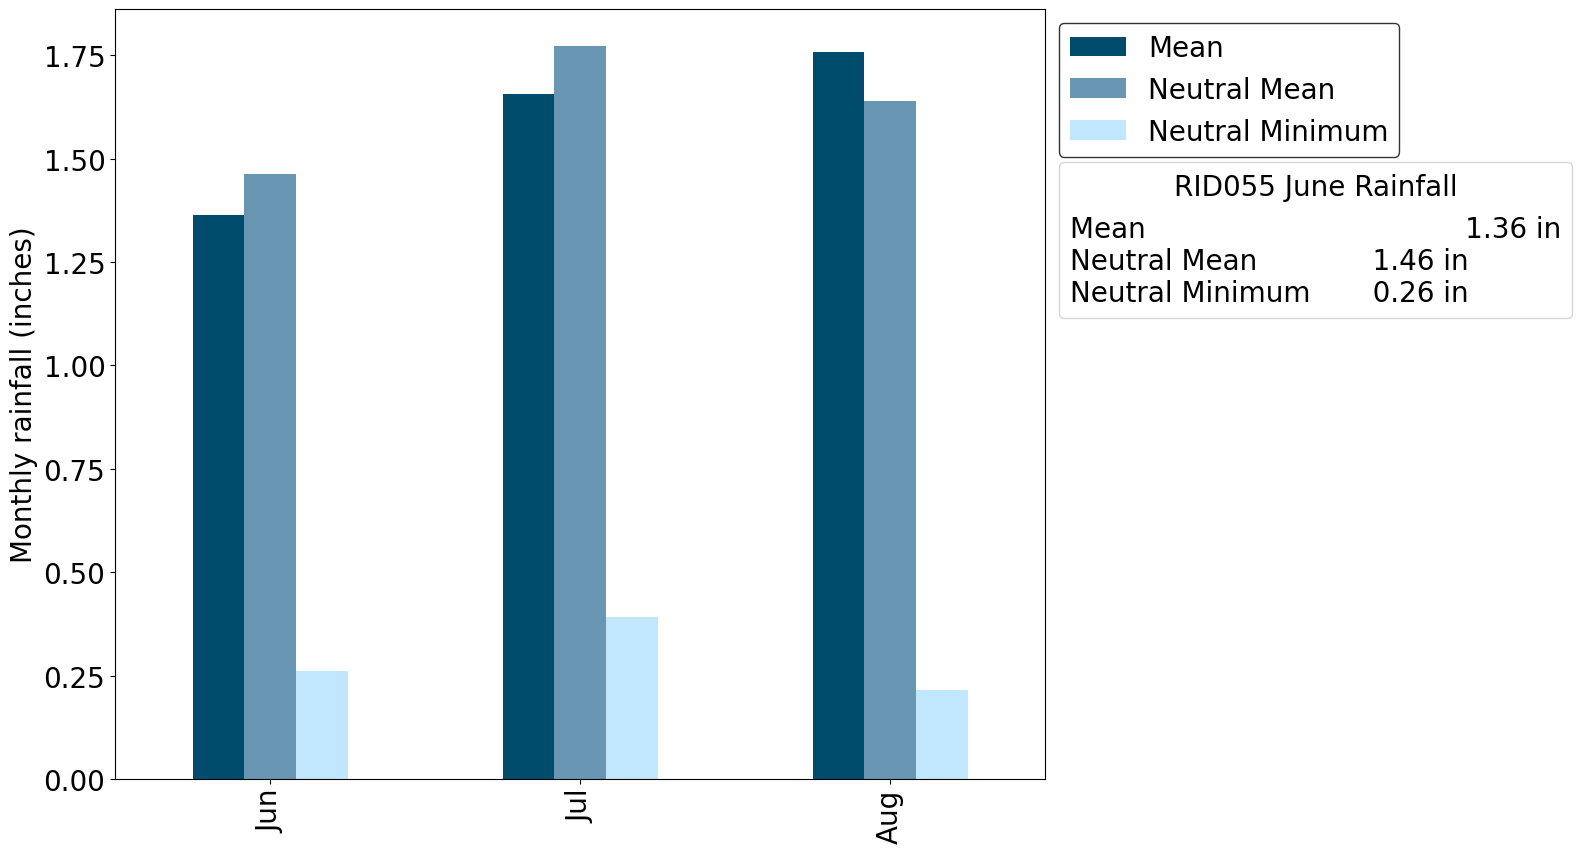 Monthly rainfall (inches)
1.75
1.50
1.25
1.00
0.75
0.50
0.25
0.00
Jun
Jul
Aug
Mean
Neutral Mean
Neutral Minimum
RID055 June Rainfall
Mean 1.36 in
Neutral Mean 1.46 in
Neutral Minimum 0.26 in